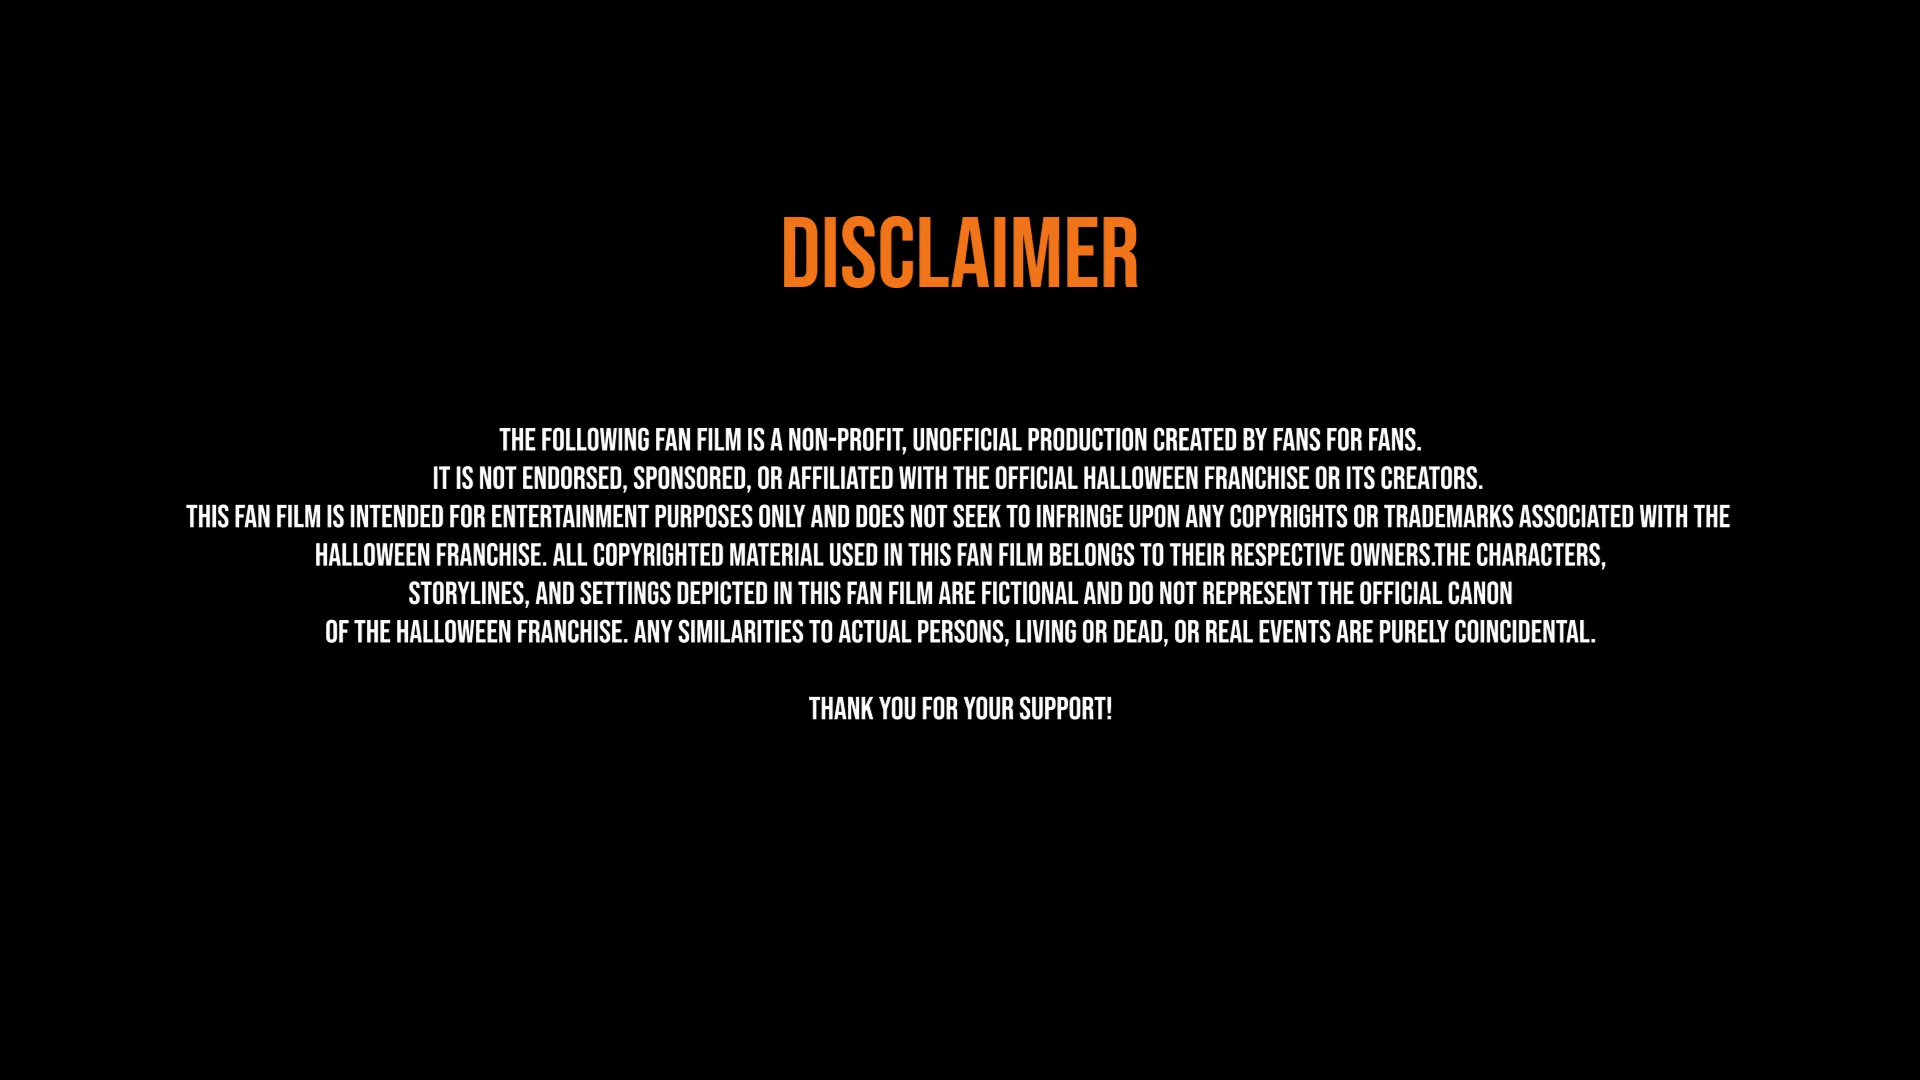 DISCLAIMER
THE FOLLOWING FAN FILM IS A NON-PROFIT, UNOFFICIAL PRODUCTION CREATED BY FANS FOR FANS.
IT IS NOT ENDORSED, SPONSORED, OR AFFILIATED WITH THE OFFICIAL HALLOWEEN FRANCHISE OR ITS CREATORS.
THIS FAN FILM IS INTENDED FOR ENTERTAINMENT PURPOSES ONLY AND DOES NOT SEEK TO INFRINGE UPON ANY COPYRIGHTS OR TRADEMARKS ASSOCIATED WITH THE
HALLOWEEN FRANCHISE. ALL COPYRIGHTED MATERIAL USED IN THIS FAN FILM BELONGS TO THEIR RESPECTIVE OWNERS.THE CHARACTERS,
STORYLINES, AND SETTINGS DEPICTED IN THIS FAN FILM ARE FICTIONAL AND DO NOT REPRESENT THE OFFICIAL CANON
OF THE HALLOWEEN FRANCHISE. ANY SIMILARITIES TO ACTUAL PERSONS, LIVING OR DEAD, OR REAL EVENTS ARE PURELY COINCIDENTAL.
THANK YOU FOR YOUR SUPPORT!